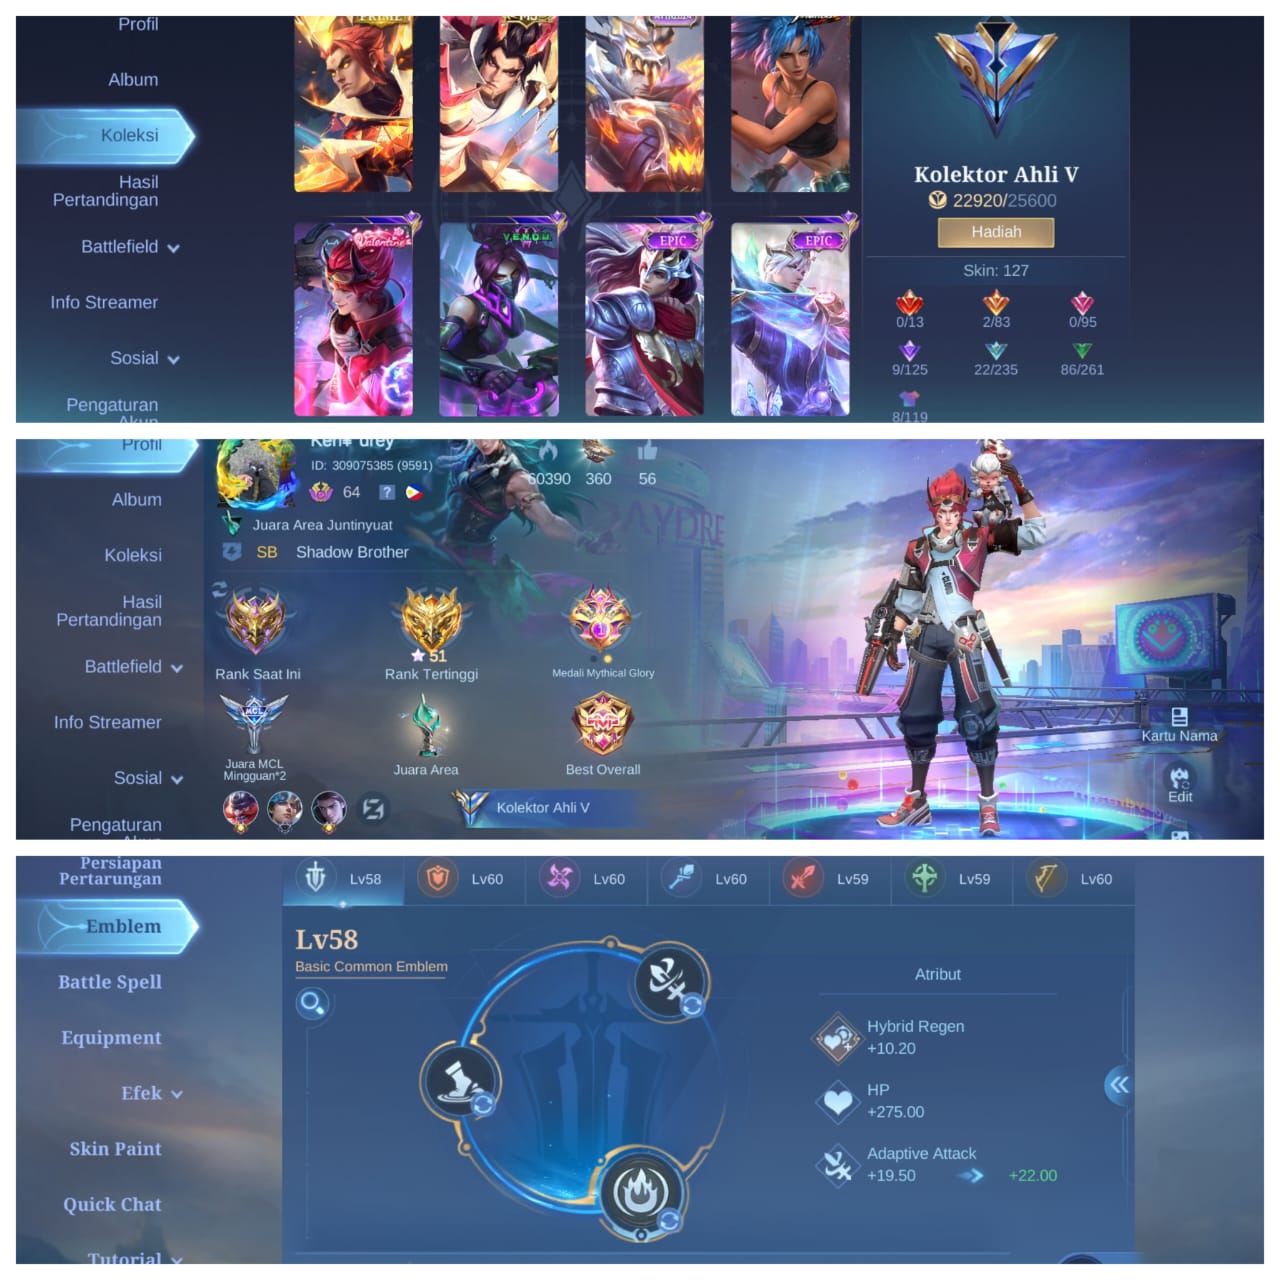 Profil
Album
Koleksi
Hasil
Pertandingan
Battlefield
Info Streamer
Sosial
Pengaturan
Akun
PRIME
Valentine
V.E.N.O.M.
EPIC
EPIC
Kolektor Ahli V
22920/25600
Hadiah
Skin: 127
0/13
2/83
0/95
9/125
22/235
86/261
8/119
Profil
Album
Koleksi
Hasil
Pertandingan
Battlefield
Info Streamer
Sosial
Pengaturan
ID: 309075385 (9591)
64
?
60390
360
56
Juara Area Juntinyuat
SB Shadow Brother
Rank Saat Ini
51
Rank Tertinggi
Medali Mythical Glory
MCL
Juara MCL
Mingguan*2
Juara Area
Best Overall
Kolektor Ahli V
Kartu Nama
Edit
Persiapan
Pertarungan
Emblem
Battle Spell
Equipment
Efek
Skin Paint
Quick Chat
Tutorial
Lv58
Lv60
Lv60
Lv60
Lv59
Lv59
Lv60
Lv58
Basic Common Emblem
Atribut
Hybrid Regen
+10.20
HP
+275.00
Adaptive Attack
+19.50
+22.00